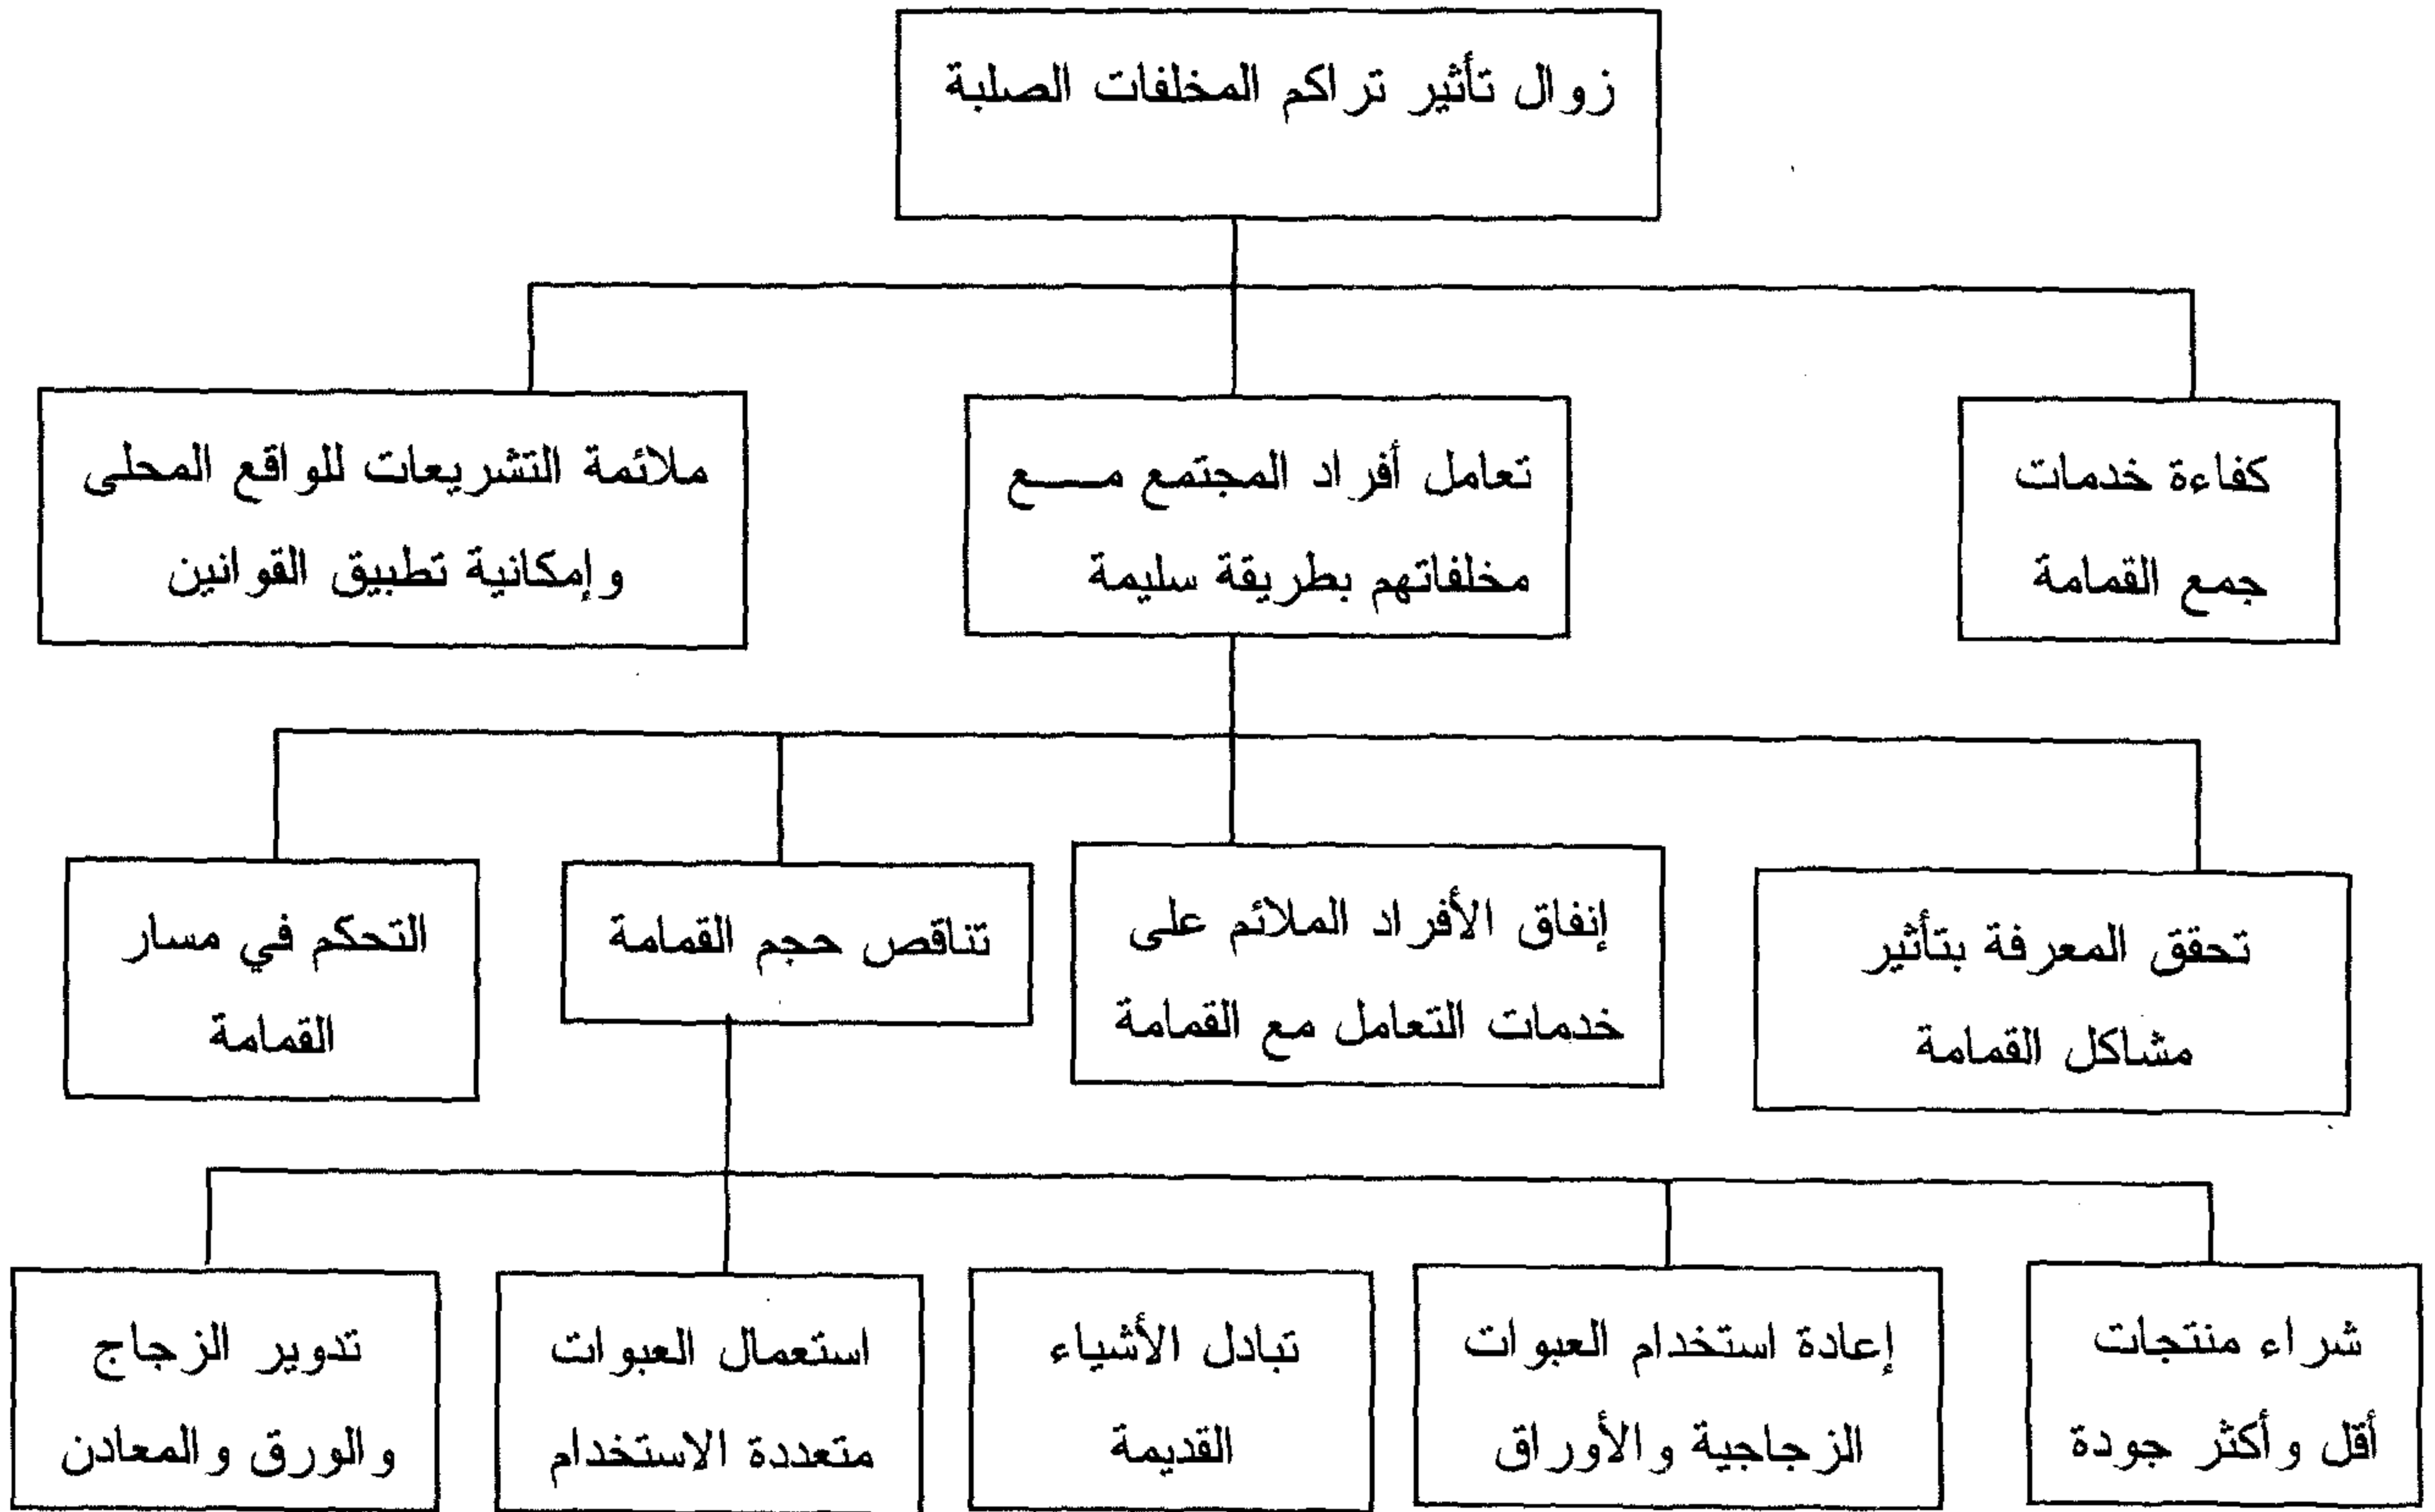 زوال تأثير تراكم المخلفات الصلبة
كفاءة خدمات
جمع القمامة
تعامل أفراد المجتمع مـــع
مخلفاتهم بطريقة سليمة
ملائمة التشريعات للواقع المحلى
وإمكانية تطبيق القوانين
تحقق المعرفة بتأثير
مشاكل القمامة
إنفاق الأفراد الملائم على
خدمات التعامل مع القمامة
تناقص حجم القمامة
التحكم في مسار
القمامة
شراء منتجات
أقل وأكثر جودة
إعادة استخدام العبوات
الزجاجية والأوراق
تبادل الأشياء
القديمة
استعمال العبوات
متعددة الاستخدام
تدوير الزجاج
والورق والمعادن